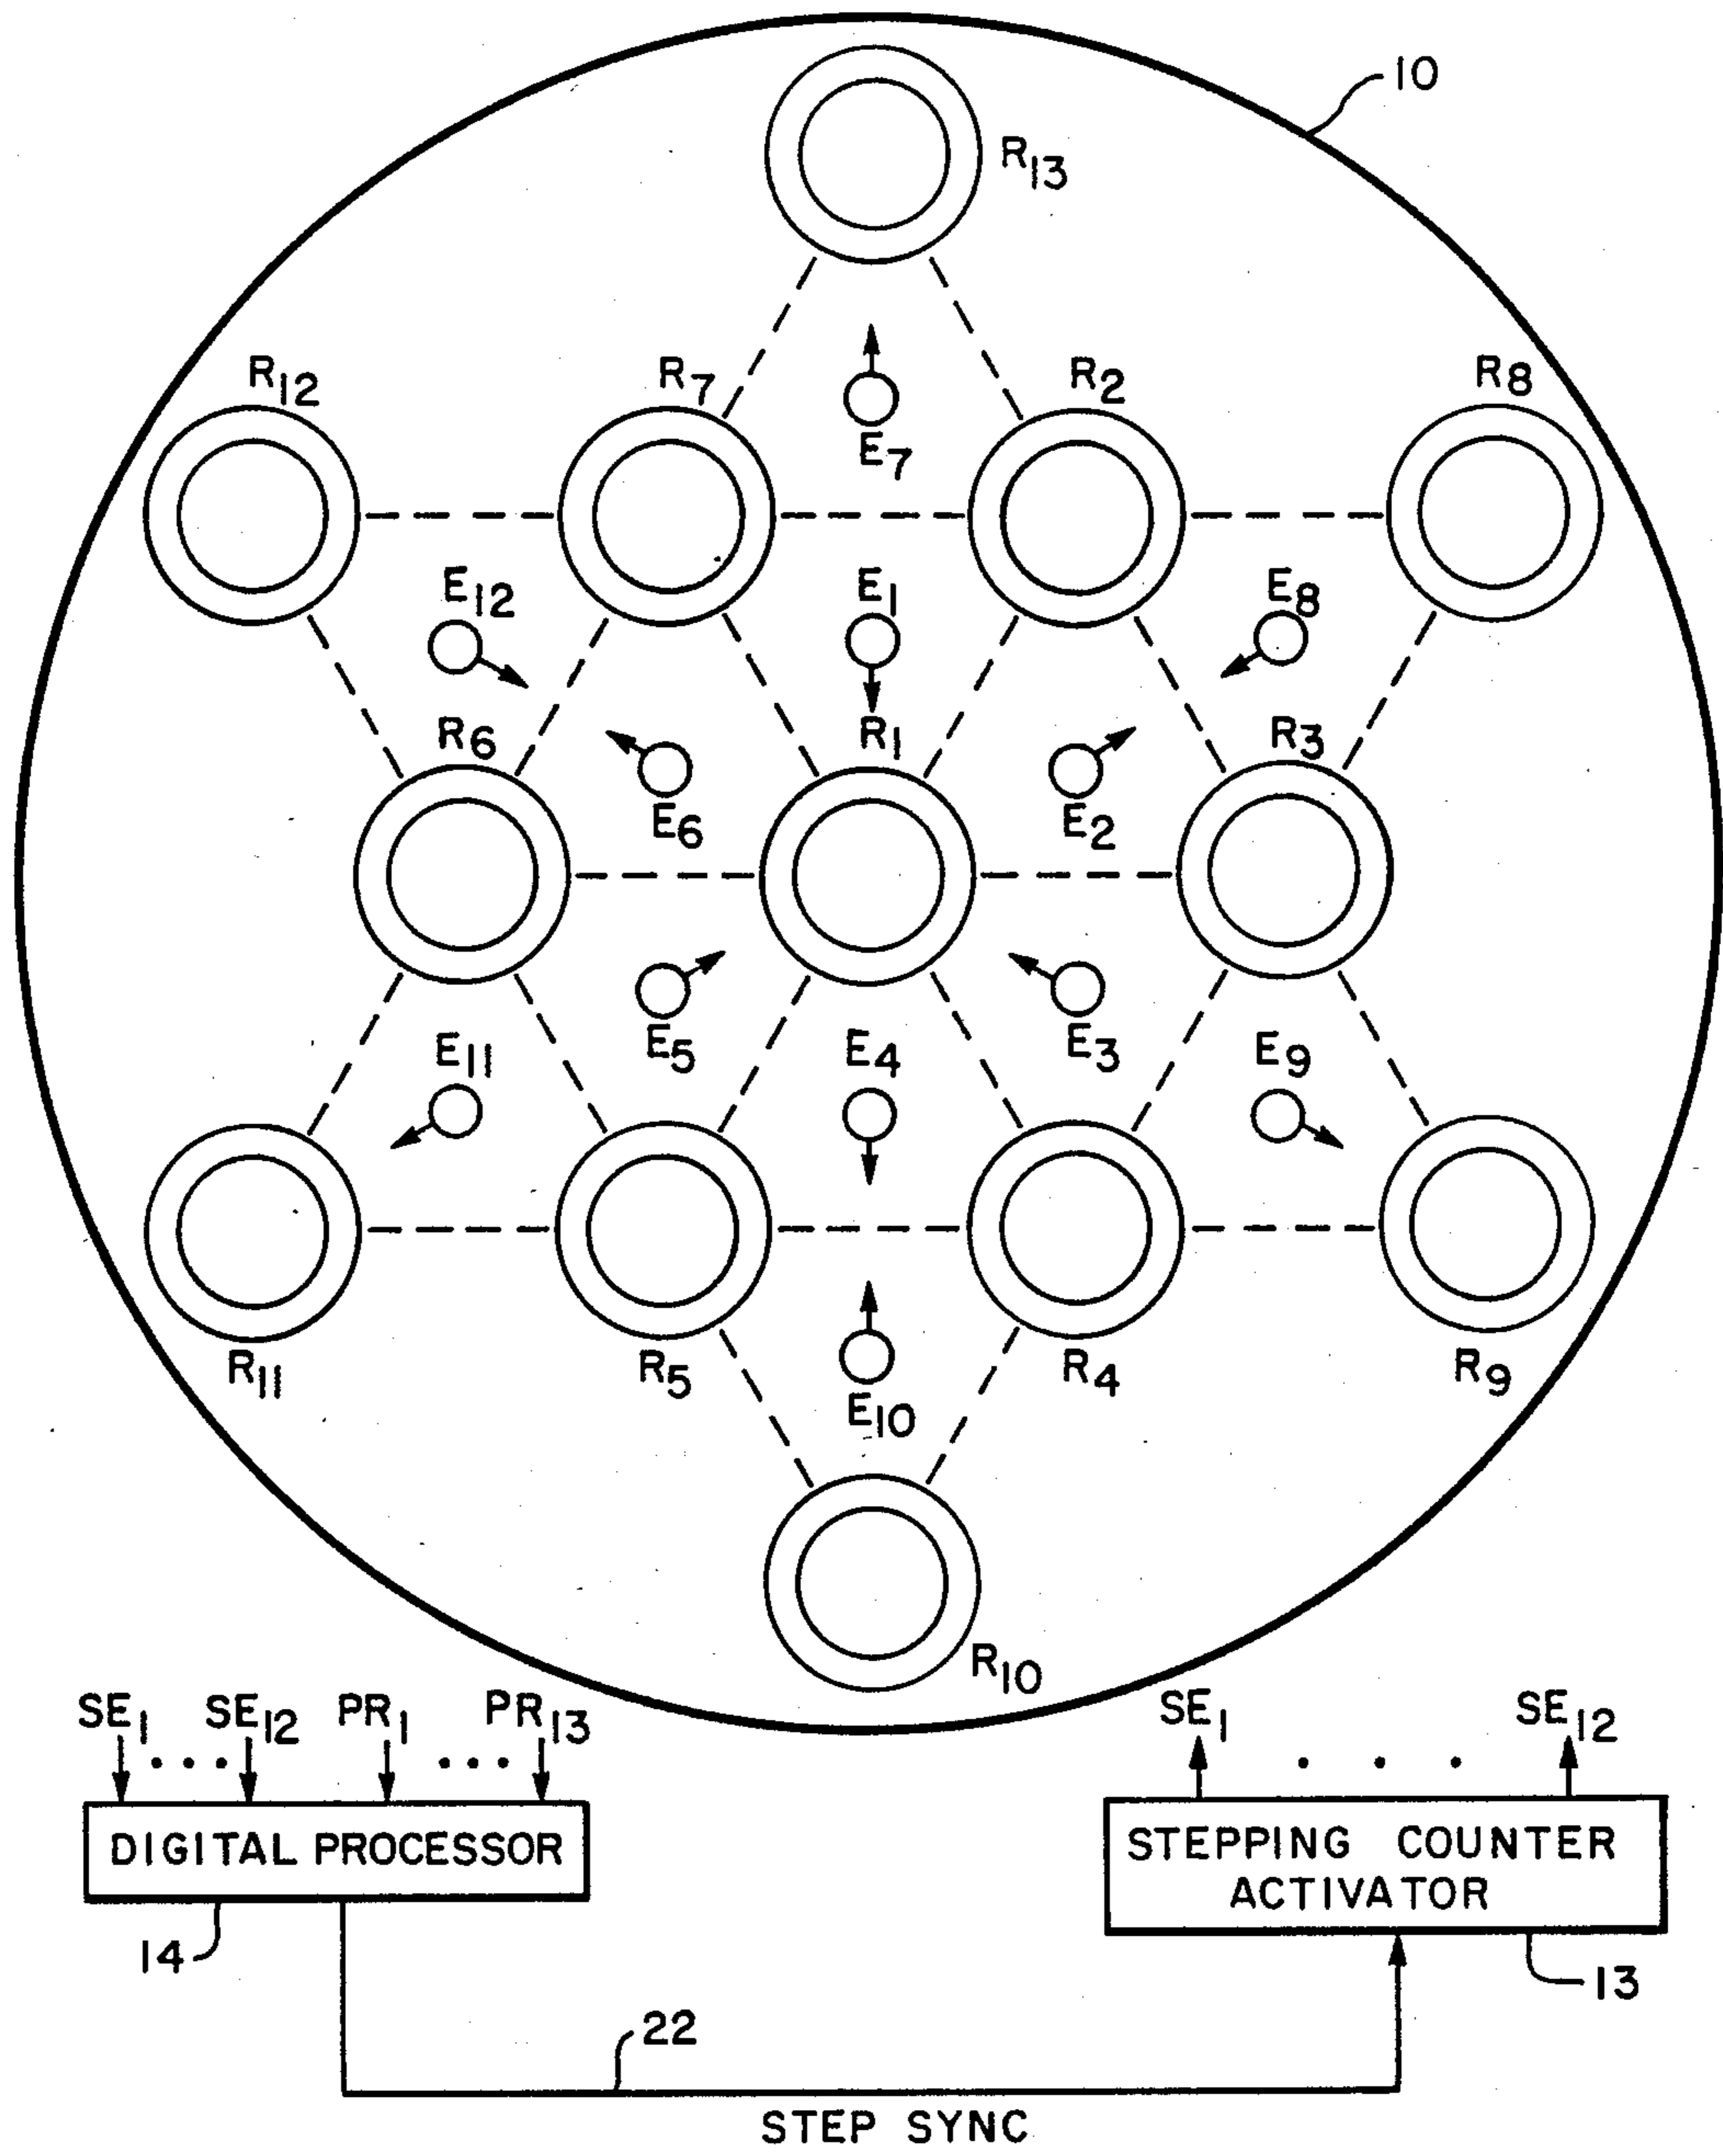 10
R13
R12 R7 R2 R8
E7
E12 E1 E8
R6 R1 R3
E6 E2
E5 E3
E11 E4 E9
R11 R5 R4 R9
E10
R10
SE1 SE12 PR1 PR13
SE1 SE12
DIGITAL PROCESSOR
STEPPING COUNTER
ACTIVATOR
14
13
22
STEP SYNC